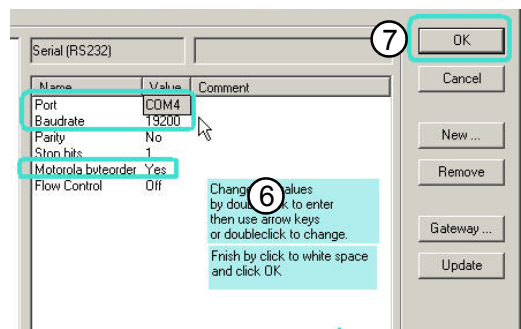 Serial (RS232)
7
OK
Cancel
New ...
Remove
Gateway ...
Update
Name Value Comment
Port COM4
Baudrate 19200
Parity No
Stop bits 1
Motorola byteorder Yes
Flow Control Off
6
by double click to enter
then use arrow keys
or doubleclick to change.
Fnish by click to white space
and click OK